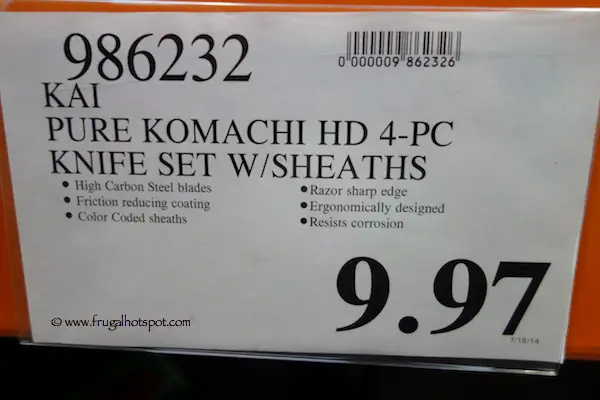 986232
0 000009 862326
KAI
PURE KOMACHI HD 4-PC
KNIFE SET W/SHEATHS
• High Carbon Steel blades
• Friction reducing coating
• Color Coded sheaths
• Razor sharp edge
• Ergonomically designed
• Resists corrosion
9.97
7/19/14
© www.frugalhotspot.com